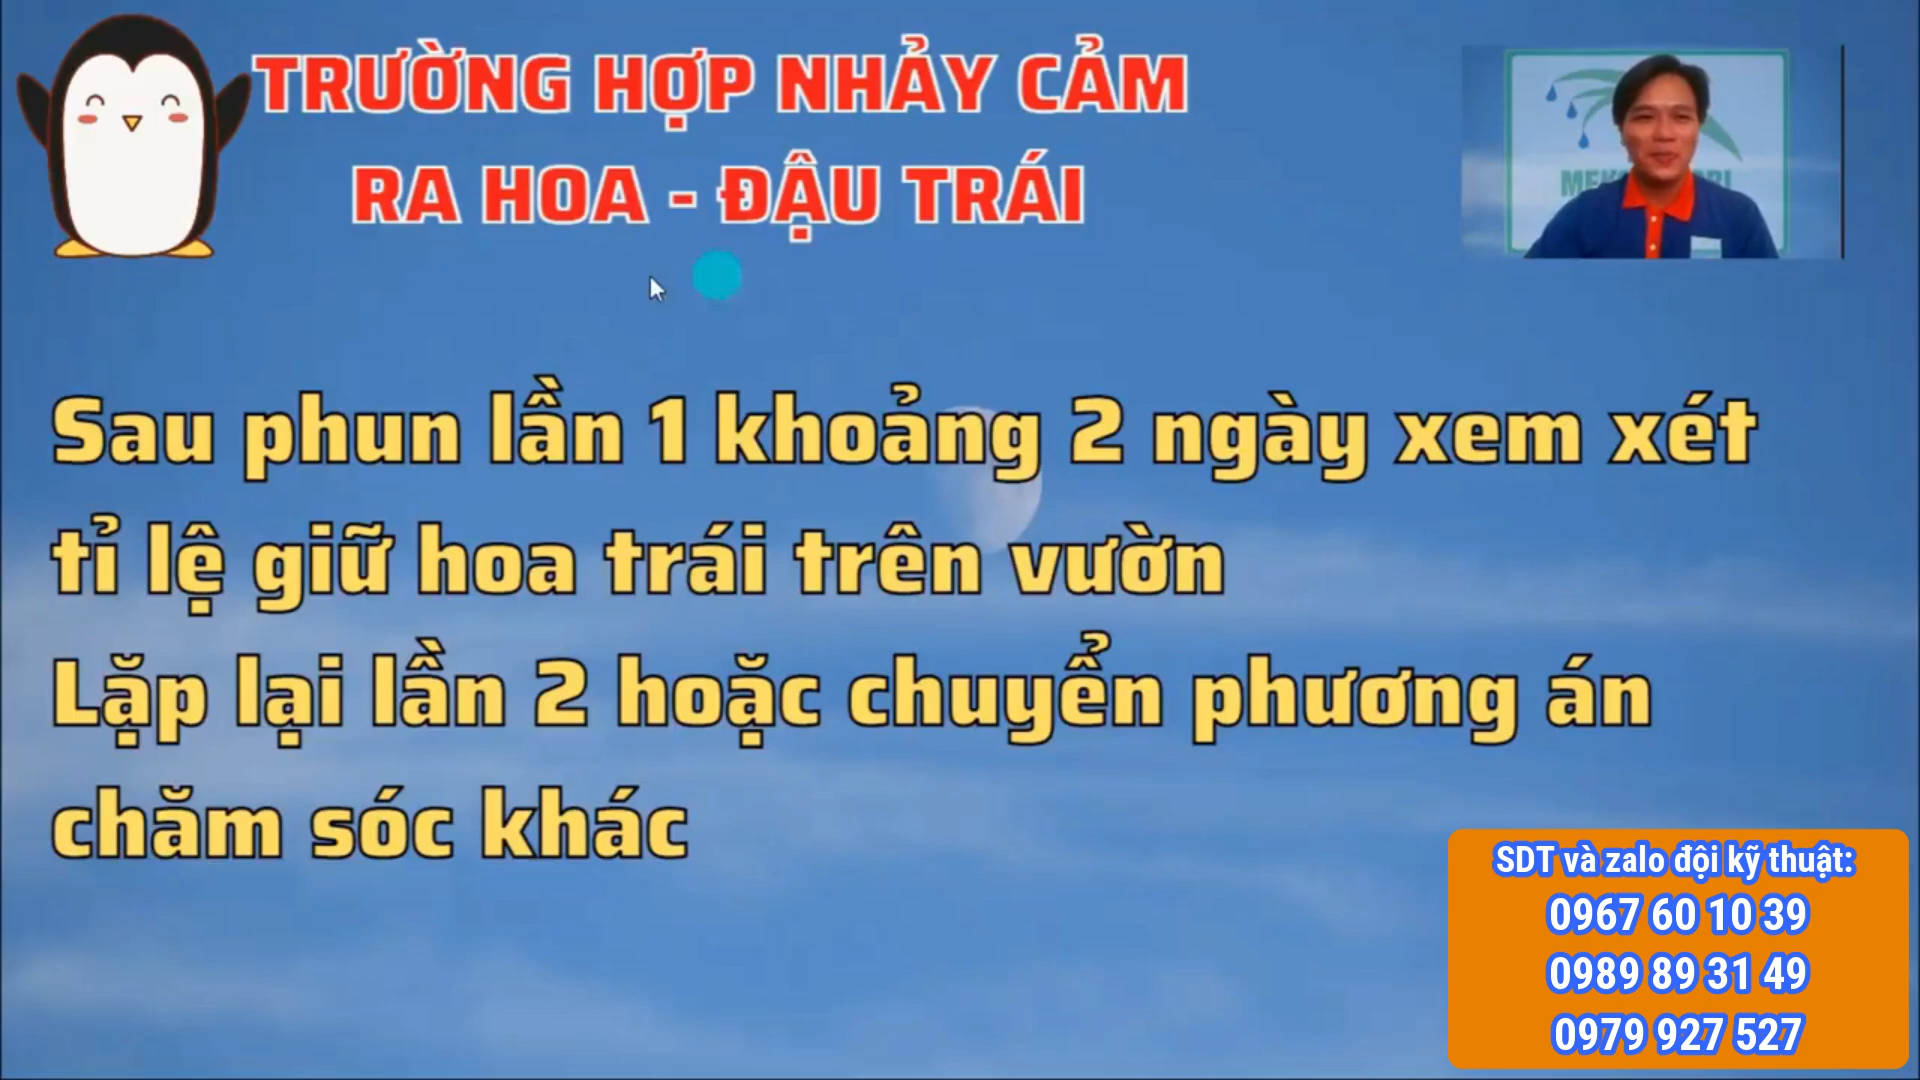 TRƯỜNG HỢP NHẢY CẢM
RA HOA - ĐẬU TRÁI
Sau phun lần 1 khoảng 2 ngày xem xét
tỉ lệ giữ hoa trái trên vườn
Lặp lại lần 2 hoặc chuyển phương án
chăm sóc khác
SDT và zalo đội kỹ thuật:
0967 60 10 39
0989 89 31 49
0979 927 527